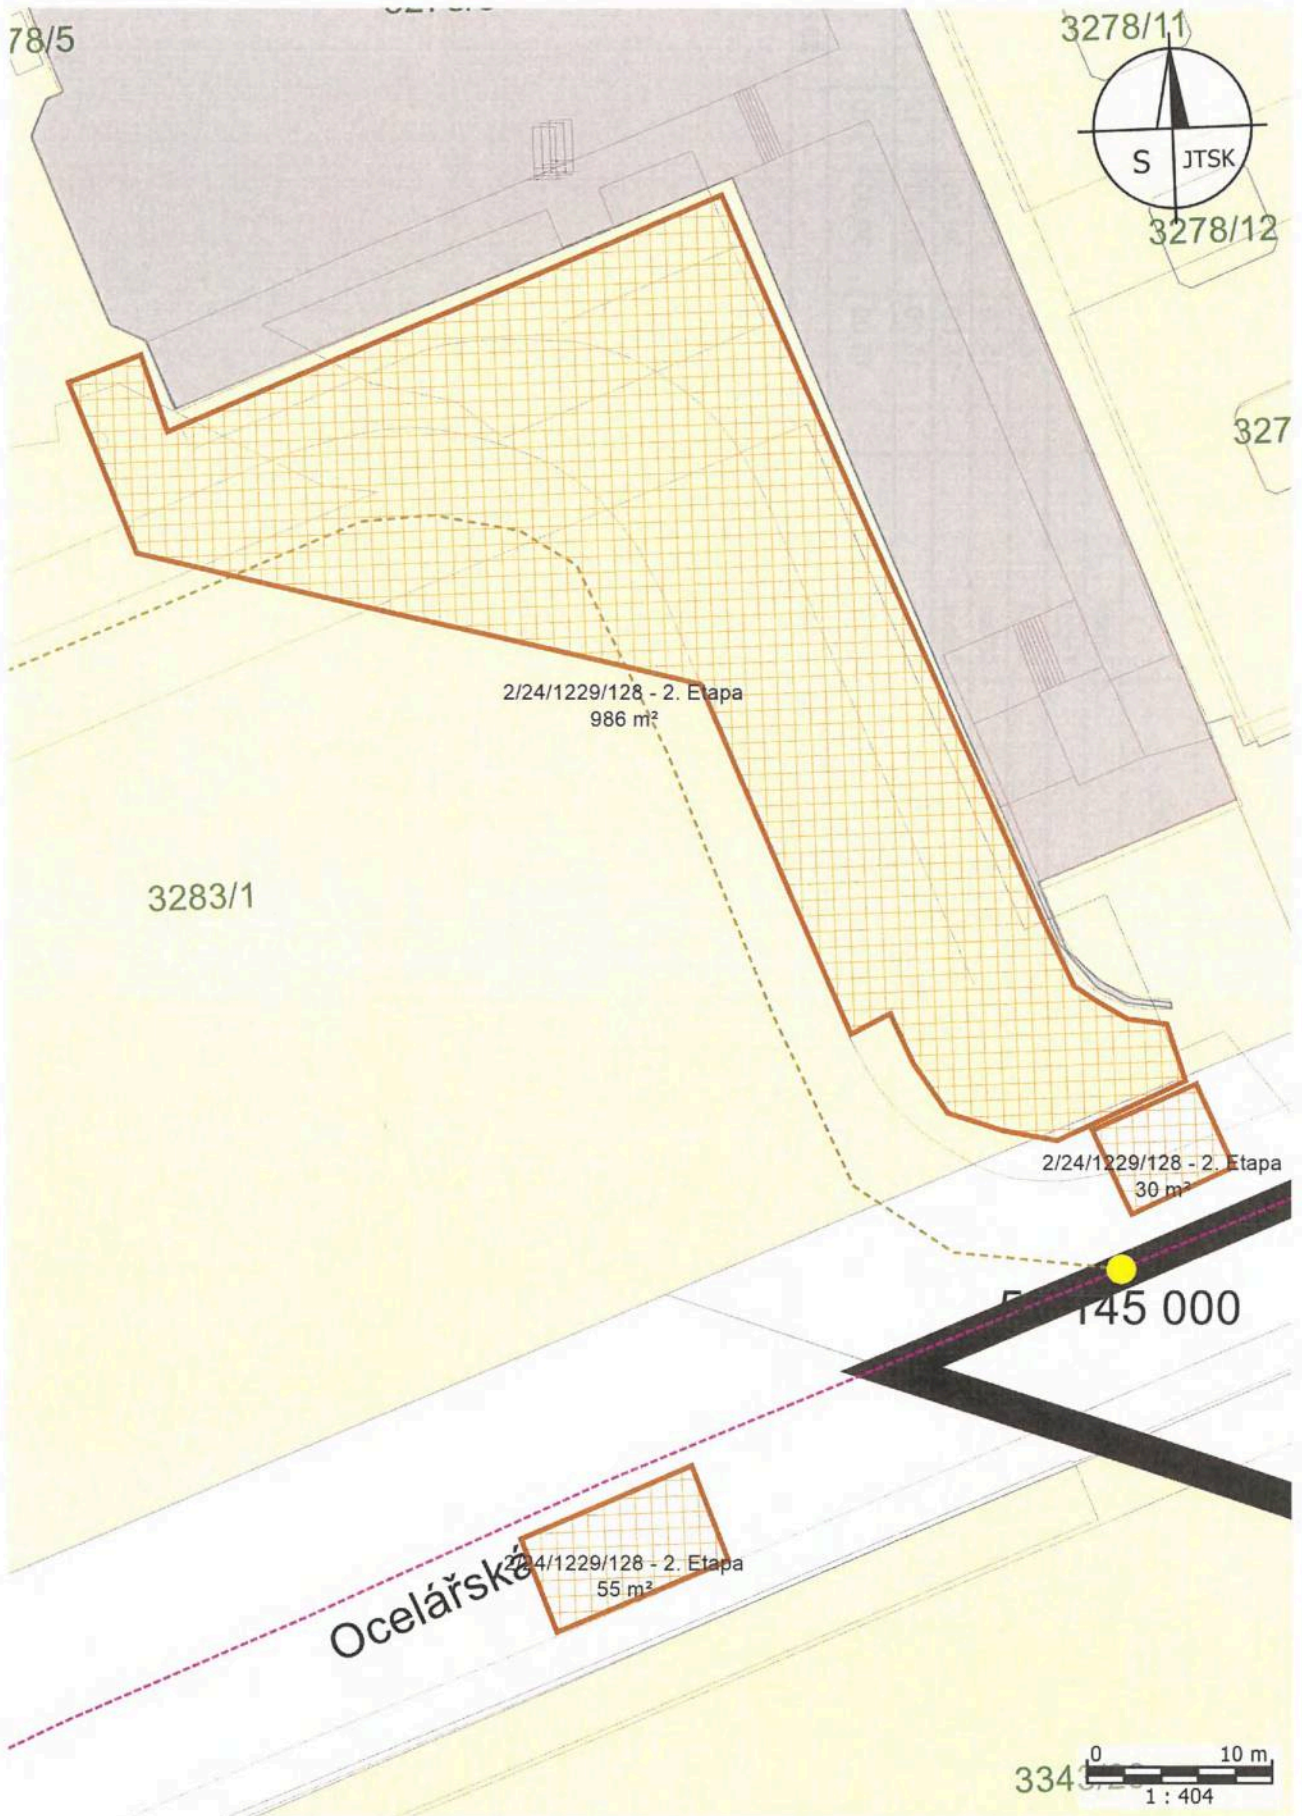 78/5
3278/11
S JTSK
3278/12
327
2/24/1229/128 - 2. Etapa
986 m²
3283/1
2/24/1229/128 - 2. Etapa
30 m²
145 000
2/24/1229/128 - 2. Etapa
55 m²
Ocelářská
0 10 m
1 : 404